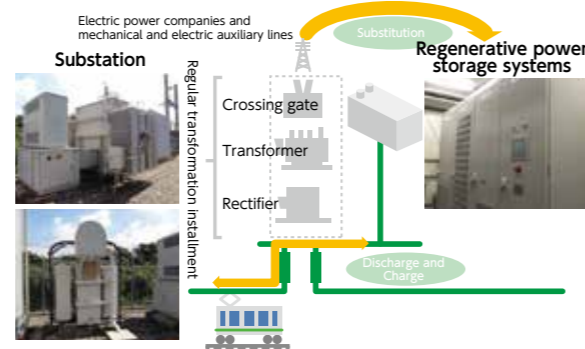 Electric power companies and
mechanical and electric auxiliary lines
Substitution
Substation
Regenerative power
storage systems
Regular transformation installment
Crossing gate
Transformer
Rectifier
Discharge and
Charge